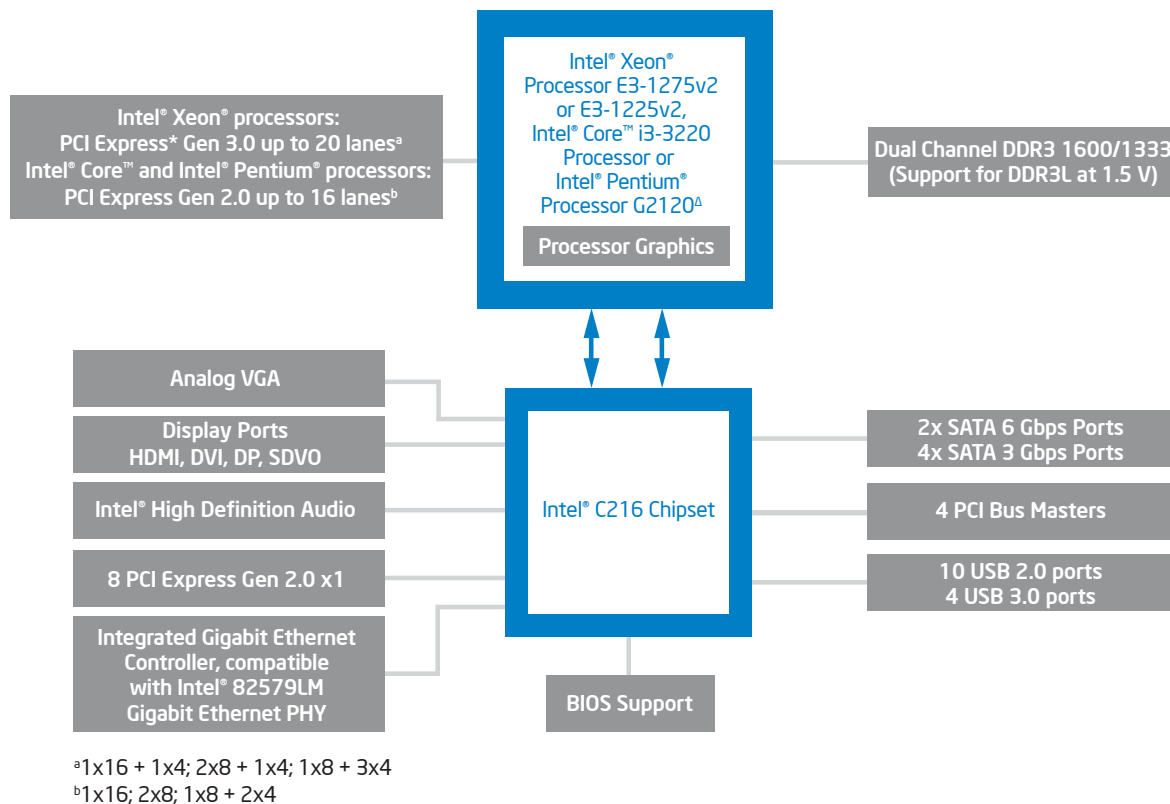 Intel® Xeon®
Processor E3-1275v2
or E3-1225v2,
Intel® Core™ i3-3220
Processor or
Intel® Pentium®
Processor G2120Δ
Processor Graphics
Intel® Xeon® processors:
PCI Express* Gen 3.0 up to 20 lanesᵃ
Intel® Core™ and Intel® Pentium® processors:
PCI Express Gen 2.0 up to 16 lanesᵇ
Dual Channel DDR3 1600/1333
(Support for DDR3L at 1.5 V)
Analog VGA
Display Ports
HDMI, DVI, DP, SDVO
Intel® High Definition Audio
8 PCI Express Gen 2.0 x1
Integrated Gigabit Ethernet
Controller, compatible
with Intel® 82579LM
Gigabit Ethernet PHY
Intel® C216 Chipset
2x SATA 6 Gbps Ports
4x SATA 3 Gbps Ports
4 PCI Bus Masters
10 USB 2.0 ports
4 USB 3.0 ports
BIOS Support
ᵃ1x16 + 1x4; 2x8 + 1x4; 1x8 + 3x4
ᵇ1x16; 2x8; 1x8 + 2x4